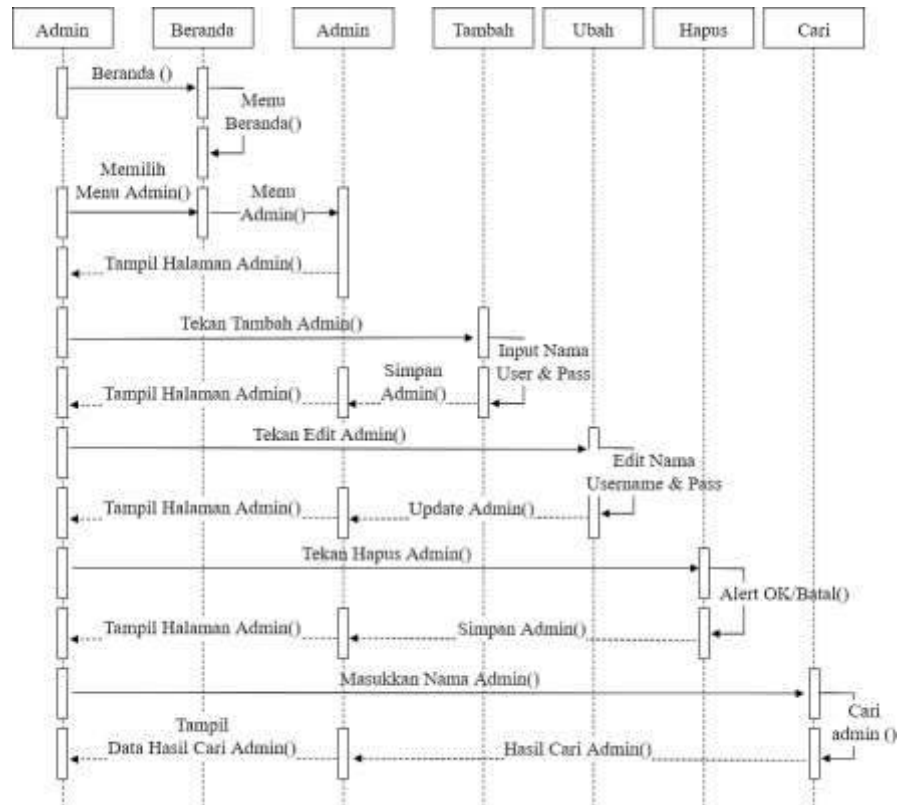 Admin Beranda Admin Tambah Ubah Hapus Cari
Beranda ()
Menu
Beranda()
Memilih
Menu Admin()
Menu
Admin()
Tampil Halaman Admin()
Tekan Tambah Admin()
Input Nama
User & Pass
Simpan
Admin()
Tampil Halaman Admin()
Tekan Edit Admin()
Edit Nama
Username & Pass
Update Admin()
Tampil Halaman Admin()
Tekan Hapus Admin()
Alert OK/Batal()
Simpan Admin()
Tampil Halaman Admin()
Masukkan Nama Admin()
Cari
admin ()
Hasil Cari Admin()
Tampil
Data Hasil Cari Admin()